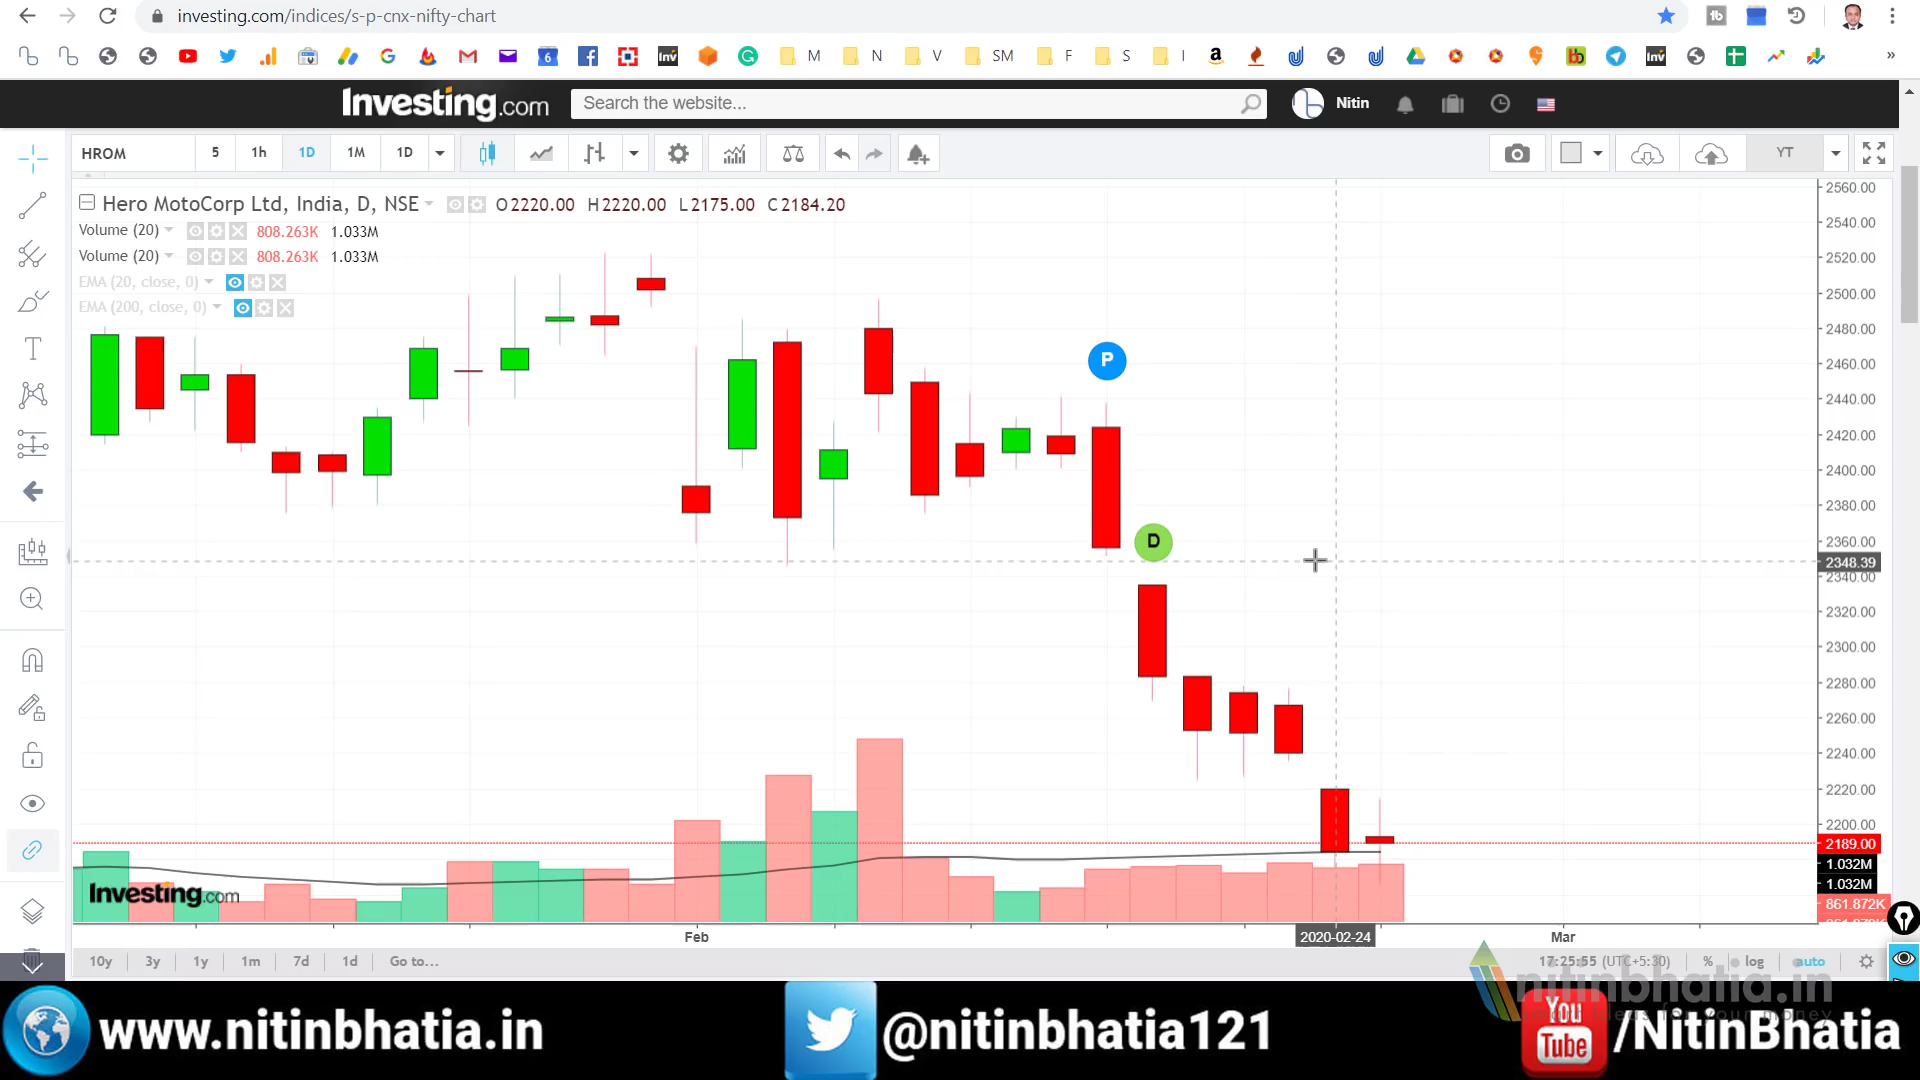 investing.com/indices/s-p-cnx-nifty-chart
M N V SM F S I
Investing.com
Search the website...
Nitin
HROM 5 1h 1D 1M 1D YT
Hero MotoCorp Ltd, India, D, NSE O2220.00 H2220.00 L2175.00 C2184.20
Volume (20) 808.263K 1.033M
Volume (20) 808.263K 1.033M
EMA (20, close, 0)
EMA (200, close, 0)
P
D
2560.00
2540.00
2520.00
2500.00
2480.00
2460.00
2440.00
2420.00
2400.00
2380.00
2360.00
2348.39
2340.00
2320.00
2300.00
2280.00
2260.00
2240.00
2220.00
2200.00
2189.00
1.032M
1.032M
861.872K
Investing.com
Feb 2020-02-24 Mar
10y 3y 1y 1m 7d 1d Go to...
17:25:55 (UTC+5:30) % log auto
nitinbhatia.in
www.nitinbhatia.in
@nitinbhatia121
You Tube /NitinBhatia